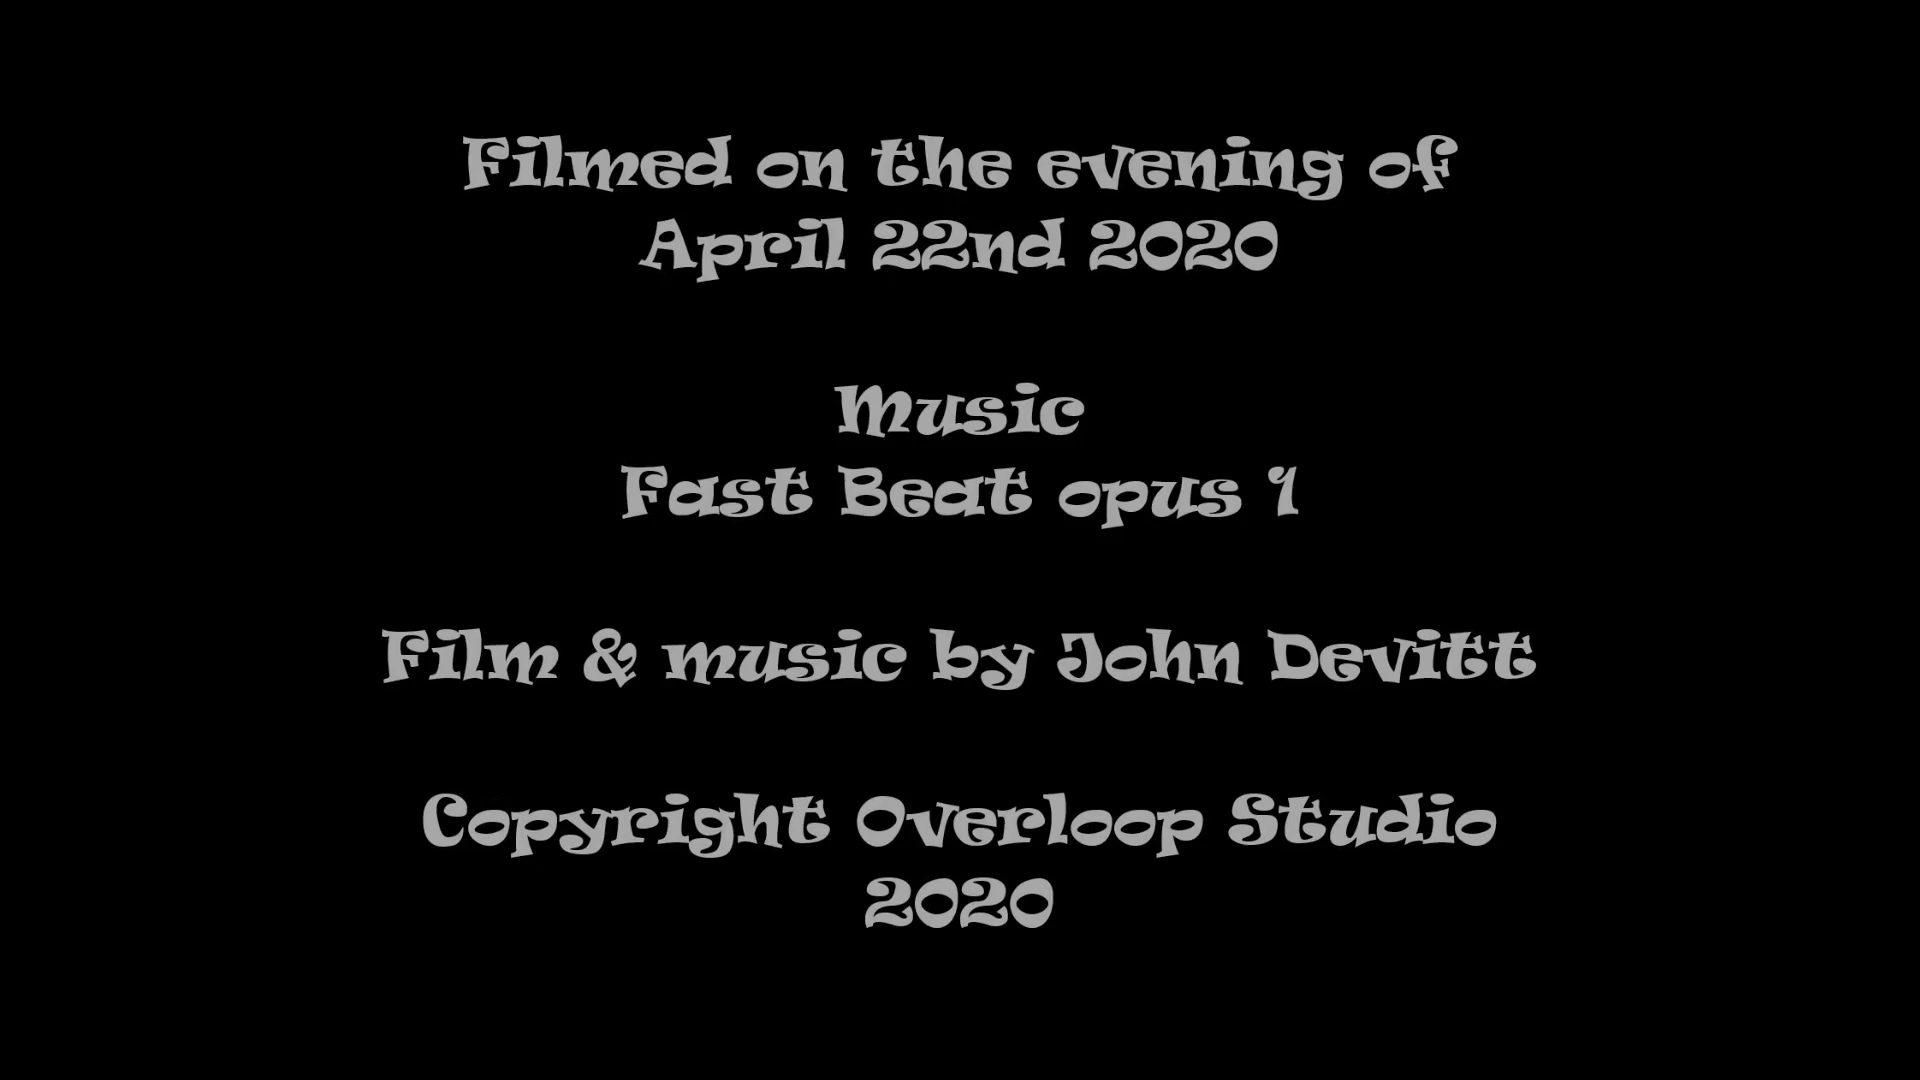 Filmed on the evening of
April 22nd 2020
Music
Fast Beat opus 1
Film & music by John Devitt
Copyright Overloop Studio
2020